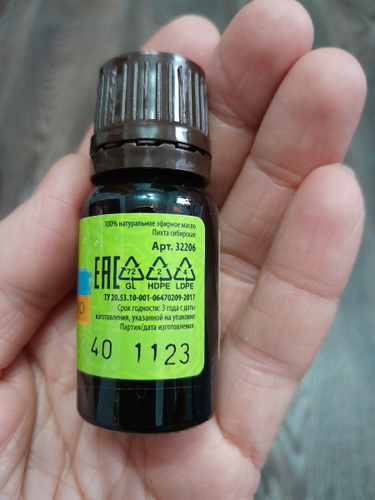 100% натуральное эфирное масло
Пихта сибирская
Арт. 32206
EAC 72 2 4
GL HDPE LDPE
ТУ 20.53.10-001-06470209-2017
Срок годности: 3 года с даты
изготовления, указанной на упаковке
Партия/дата изготовления:
40 1123